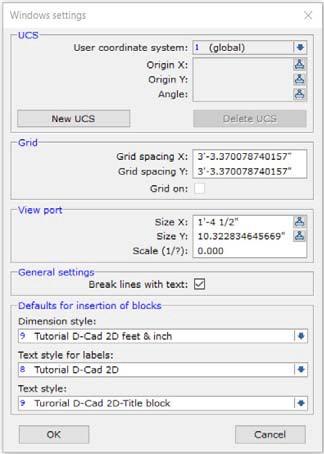 Windows settings
UCS
User coordinate system: 1 (global)
Origin X:
Origin Y:
Angle:
New UCS Delete UCS
Grid
Grid spacing X: 3'-3.370078740157"
Grid spacing Y: 3'-3.370078740157"
Grid on:
View port
Size X: 1'-4 1/2"
Size Y: 10.322834645669"
Scale (1/?): 0.000
General settings
Break lines with text:
Defaults for insertion of blocks
Dimension style:
9 Tutorial D-Cad 2D feet & inch
Text style for labels:
8 Tutorial D-Cad 2D
Text style:
9 Turorial D-Cad 2D-Title block
OK Cancel